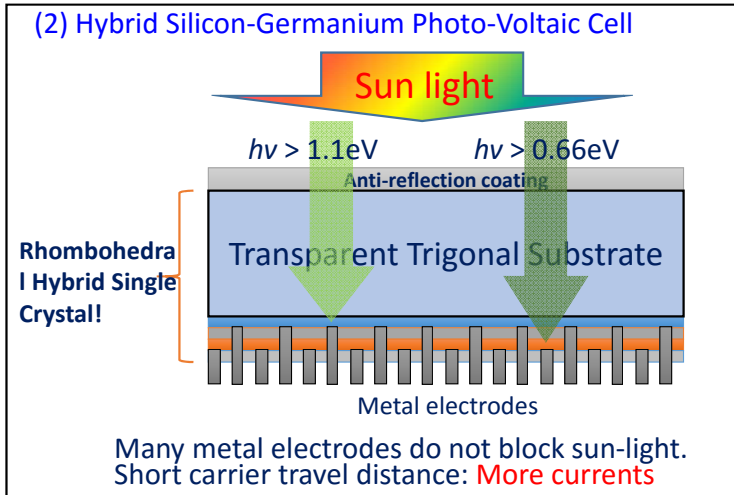 (2) Hybrid Silicon-Germanium Photo-Voltaic Cell
Sun light
hv > 1.1eV
hv > 0.66eV
Anti-reflection coating
Transparent Trigonal Substrate
Rhombohedra
l Hybrid Single
Crystal!
Metal electrodes
Many metal electrodes do not block sun-light.
Short carrier travel distance: More currents